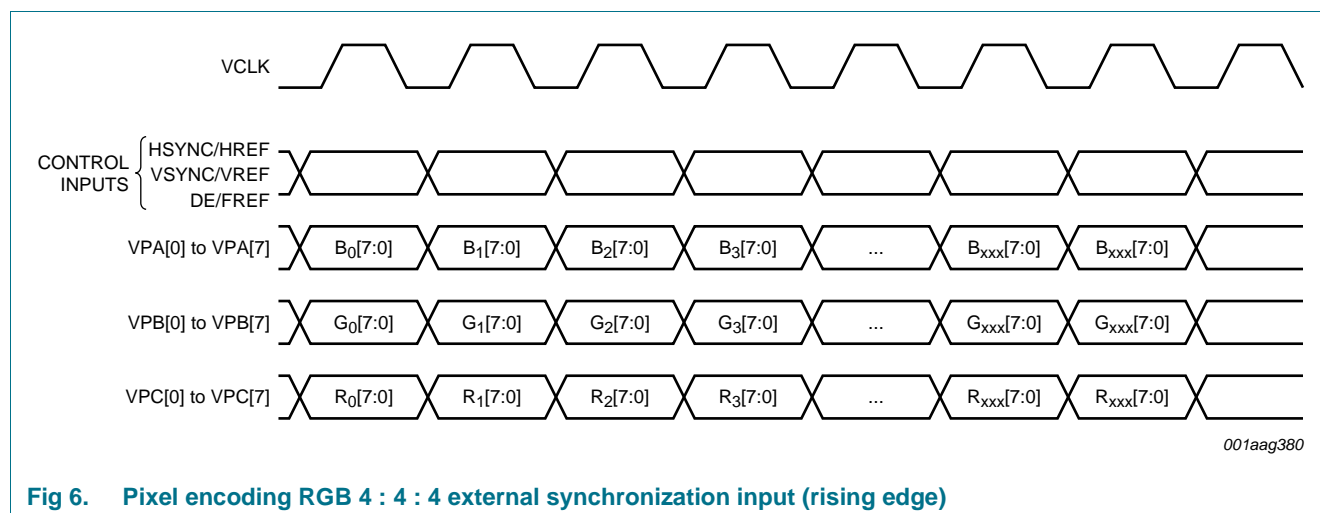 VCLK
CONTROL
INPUTS
HSYNC/HREF
VSYNC/VREF
DE/FREF
VPA[0] to VPA[7] B0[7:0] B1[7:0] B2[7:0] B3[7:0] ... Bxxx[7:0] Bxxx[7:0]
VPB[0] to VPB[7] G0[7:0] G1[7:0] G2[7:0] G3[7:0] ... Gxxx[7:0] Gxxx[7:0]
VPC[0] to VPC[7] R0[7:0] R1[7:0] R2[7:0] R3[7:0] ... Rxxx[7:0] Rxxx[7:0]
001aag380
Fig 6. Pixel encoding RGB 4 : 4 : 4 external synchronization input (rising edge)